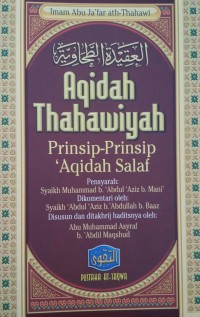 Imam Abu Ja'far ath-Thahawi
العقيدة الطحاوية
Aqidah
Thahawiyah
Prinsip-Prinsip
'Aqidah Salaf
Pensyarah:
Syaikh Muhammad b. 'Abdul 'Aziz b. Mani'
Dikomentari oleh:
Syaikh 'Abdul 'Aziz b. 'Abdullah b. Baaz
Disusun dan ditakhrij haditsnya oleh:
Abu Muhammad Asyraf
b. 'Abdil Maqshud
التقوى
PUSTAKA AT-TAQWA